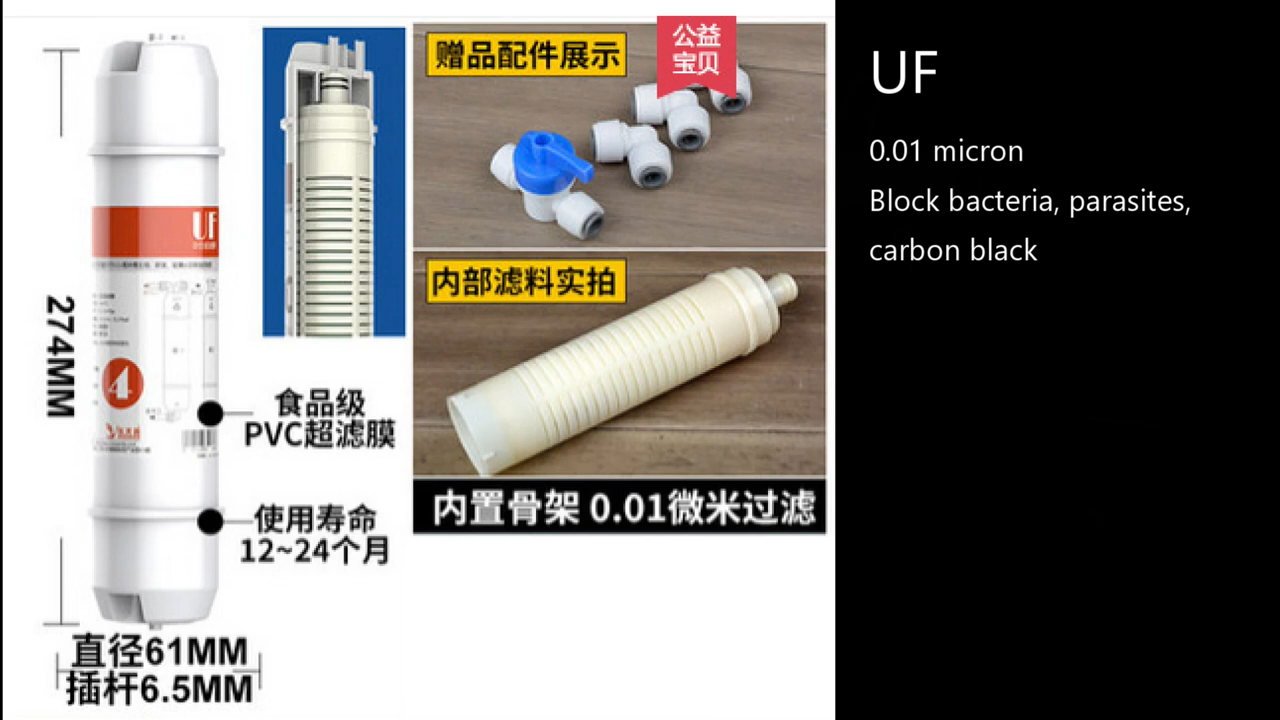 UF
4
274MM
食品级
PVC超滤膜
使用寿命
12~24个月
直径61MM
插杆6.5MM
赠品配件展示
公益
宝贝
内部滤料实拍
内置骨架 0.01微米过滤
UF
0.01 micron
Block bacteria, parasites,
carbon black